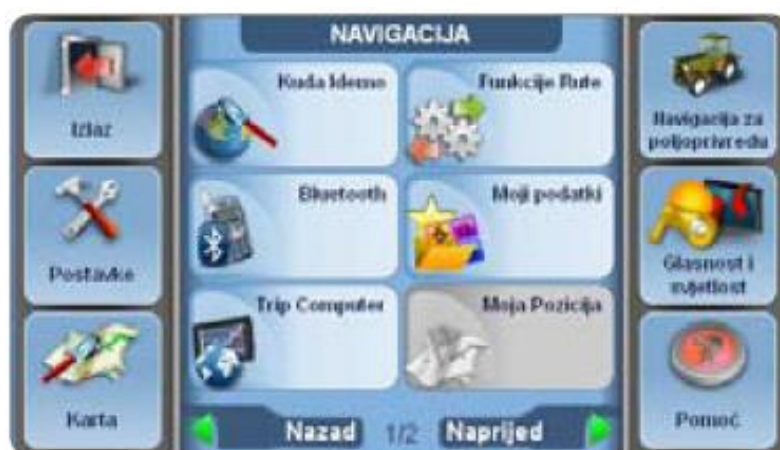 NAVIGACIJA
Izlaz
Postavke
Karta
Kuda Idemo
Funkcije Rute
Bluetooth
Moji podatki
Trip Computer
Moja Pozicija
Nazad 1/2 Naprijed
Navigacija za
poljoprivredu
Glasnost i
svjetlost
Pomoć